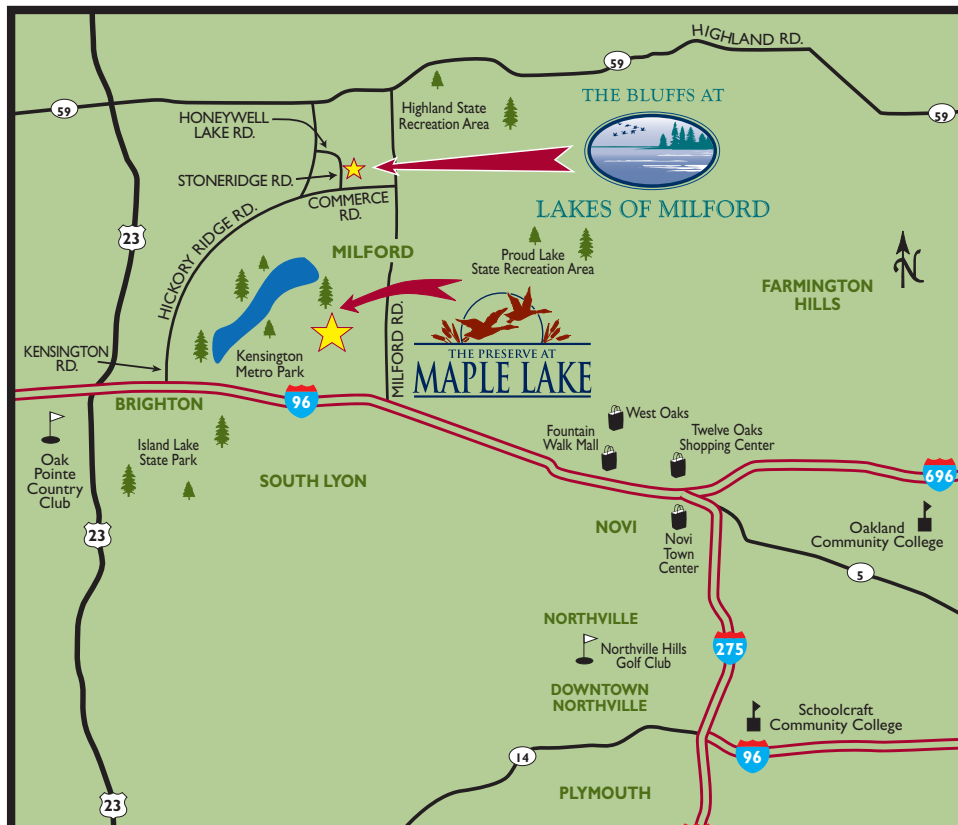 HIGHLAND RD.
59
59
59
HONEYWELL
LAKE RD.
Highland State
Recreation Area
THE BLUFFS AT
STONERIDGE RD.
COMMERCE
RD.
LAKES OF MILFORD
23
HICKORY RIDGE RD.
MILFORD
Proud Lake
State Recreation Area
FARMINGTON
HILLS
N
THE PRESERVE AT
MAPLE LAKE
MILFORD RD.
KENSINGTON
RD.
Kensington
Metro Park
BRIGHTON
96
Oak
Pointe
Country
Club
Island Lake
State Park
SOUTH LYON
West Oaks
Fountain
Walk Mall
Twelve Oaks
Shopping Center
696
23
NOVI
Novi
Town
Center
Oakland
Community College
5
NORTHVILLE
Northville Hills
Golf Club
275
DOWNTOWN
NORTHVILLE
Schoolcraft
Community College
14
96
PLYMOUTH
23